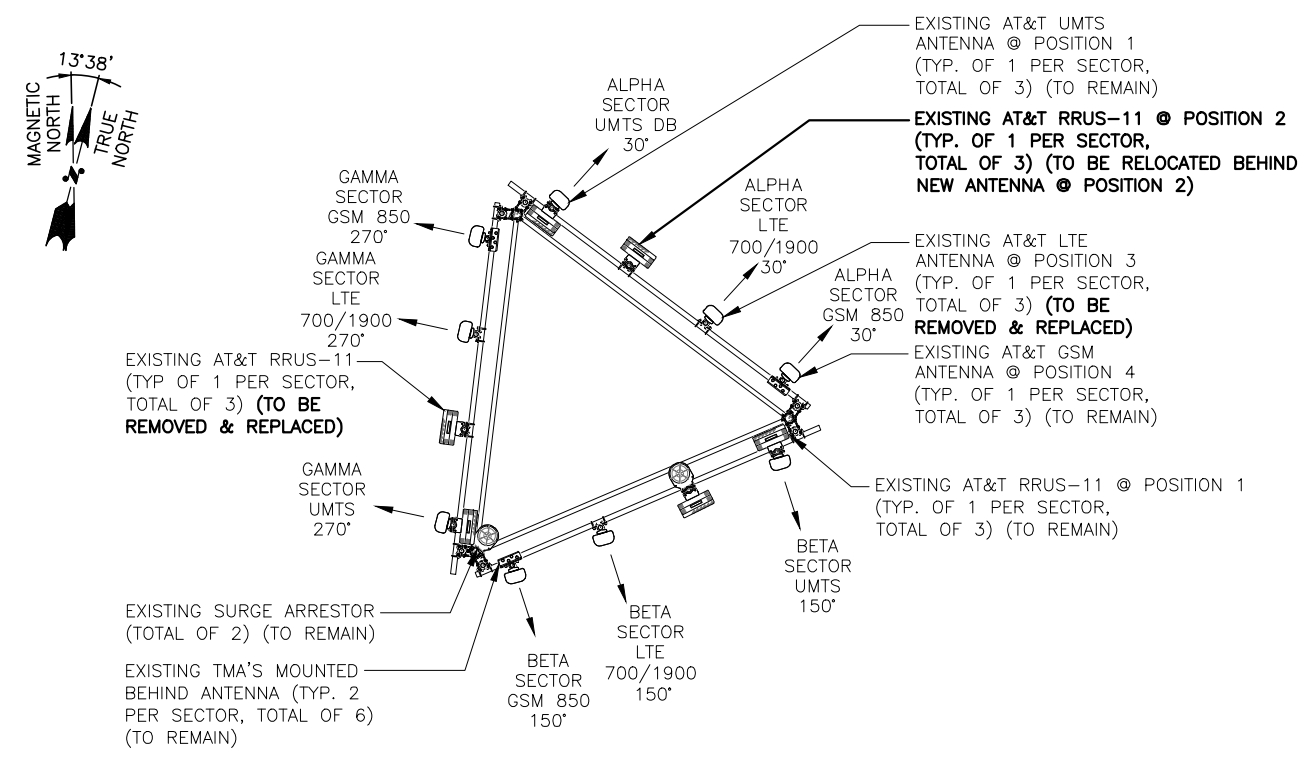 13°38'
MAGNETIC
NORTH
TRUE
NORTH
N
ALPHA
SECTOR
UMTS DB
30°
GAMMA
SECTOR
GSM 850
270°
GAMMA
SECTOR
LTE
700/1900
270°
ALPHA
SECTOR
LTE
700/1900
30°
ALPHA
SECTOR
GSM 850
30°
EXISTING AT&T UMTS
ANTENNA @ POSITION 1
(TYP. OF 1 PER SECTOR,
TOTAL OF 3) (TO REMAIN)
EXISTING AT&T RRUS-11 @ POSITION 2
(TYP. OF 1 PER SECTOR,
TOTAL OF 3) (TO BE RELOCATED BEHIND
NEW ANTENNA @ POSITION 2)
EXISTING AT&T LTE
ANTENNA @ POSITION 3
(TYP. OF 1 PER SECTOR,
TOTAL OF 3) (TO BE
REMOVED & REPLACED)
EXISTING AT&T GSM
ANTENNA @ POSITION 4
(TYP. OF 1 PER SECTOR,
TOTAL OF 3) (TO REMAIN)
EXISTING AT&T RRUS-11
(TYP OF 1 PER SECTOR,
TOTAL OF 3) (TO BE
REMOVED & REPLACED)
GAMMA
SECTOR
UMTS
270°
EXISTING AT&T RRUS-11 @ POSITION 1
(TYP. OF 1 PER SECTOR,
TOTAL OF 3) (TO REMAIN)
BETA
SECTOR
UMTS
150°
EXISTING SURGE ARRESTOR
(TOTAL OF 2) (TO REMAIN)
BETA
SECTOR
LTE
700/1900
150°
BETA
SECTOR
GSM 850
150°
EXISTING TMA'S MOUNTED
BEHIND ANTENNA (TYP. 2
PER SECTOR, TOTAL OF 6)
(TO REMAIN)